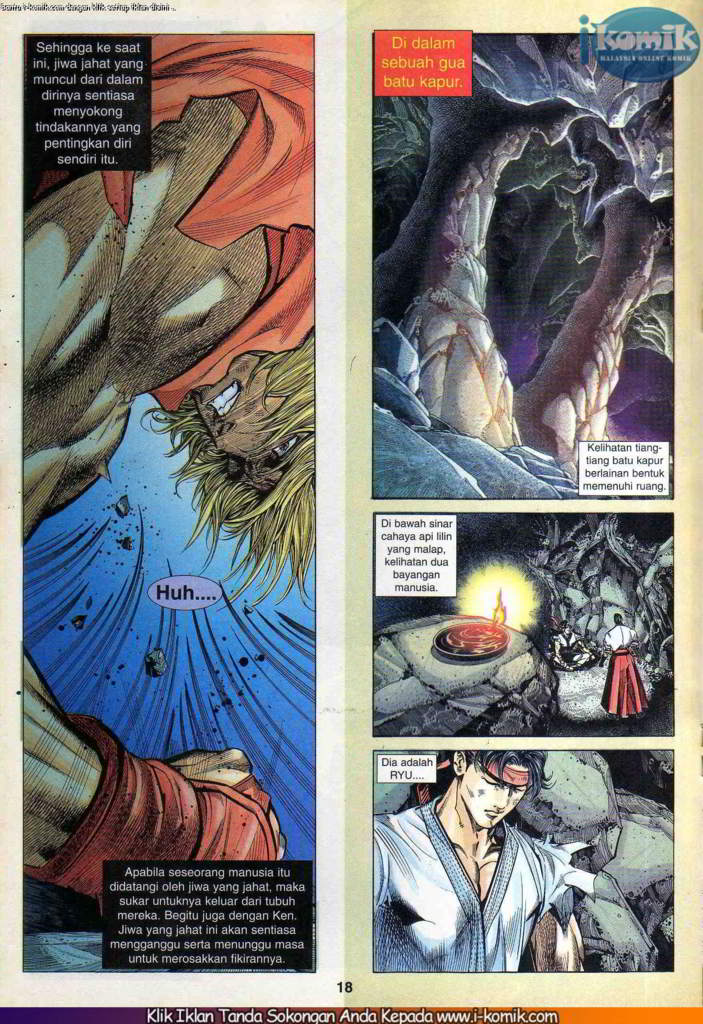 Sehingga ke saat
ini, jiwa jahat yang
muncul dari dalam
dirinya sentiasa
menyokong
tindakannya yang
pentingkan diri
sendiri itu.
Huh....
Apabila seseorang manusia itu
didatangi oleh jiwa yang jahat, maka
sukar untuknya keluar dari tubuh
mereka. Begitu juga dengan Ken.
Jiwa yang jahat ini akan sentiasa
mengganggu serta menunggu masa
untuk merosakkan fikirannya.
ikomik
MALAYSIA ONLINE KOMIK
Di dalam
sebuah gua
batu kapur.
Kelihatan tiang-
tiang batu kapur
berlainan bentuk
memenuhi ruang.
Di bawah sinar
cahaya api lilin
yang malap,
kelihatan dua
bayangan
manusia.
Dia adalah
RYU....
18
Klik Iklan Tanda Sokongan Anda Kepada www.i-komik.com